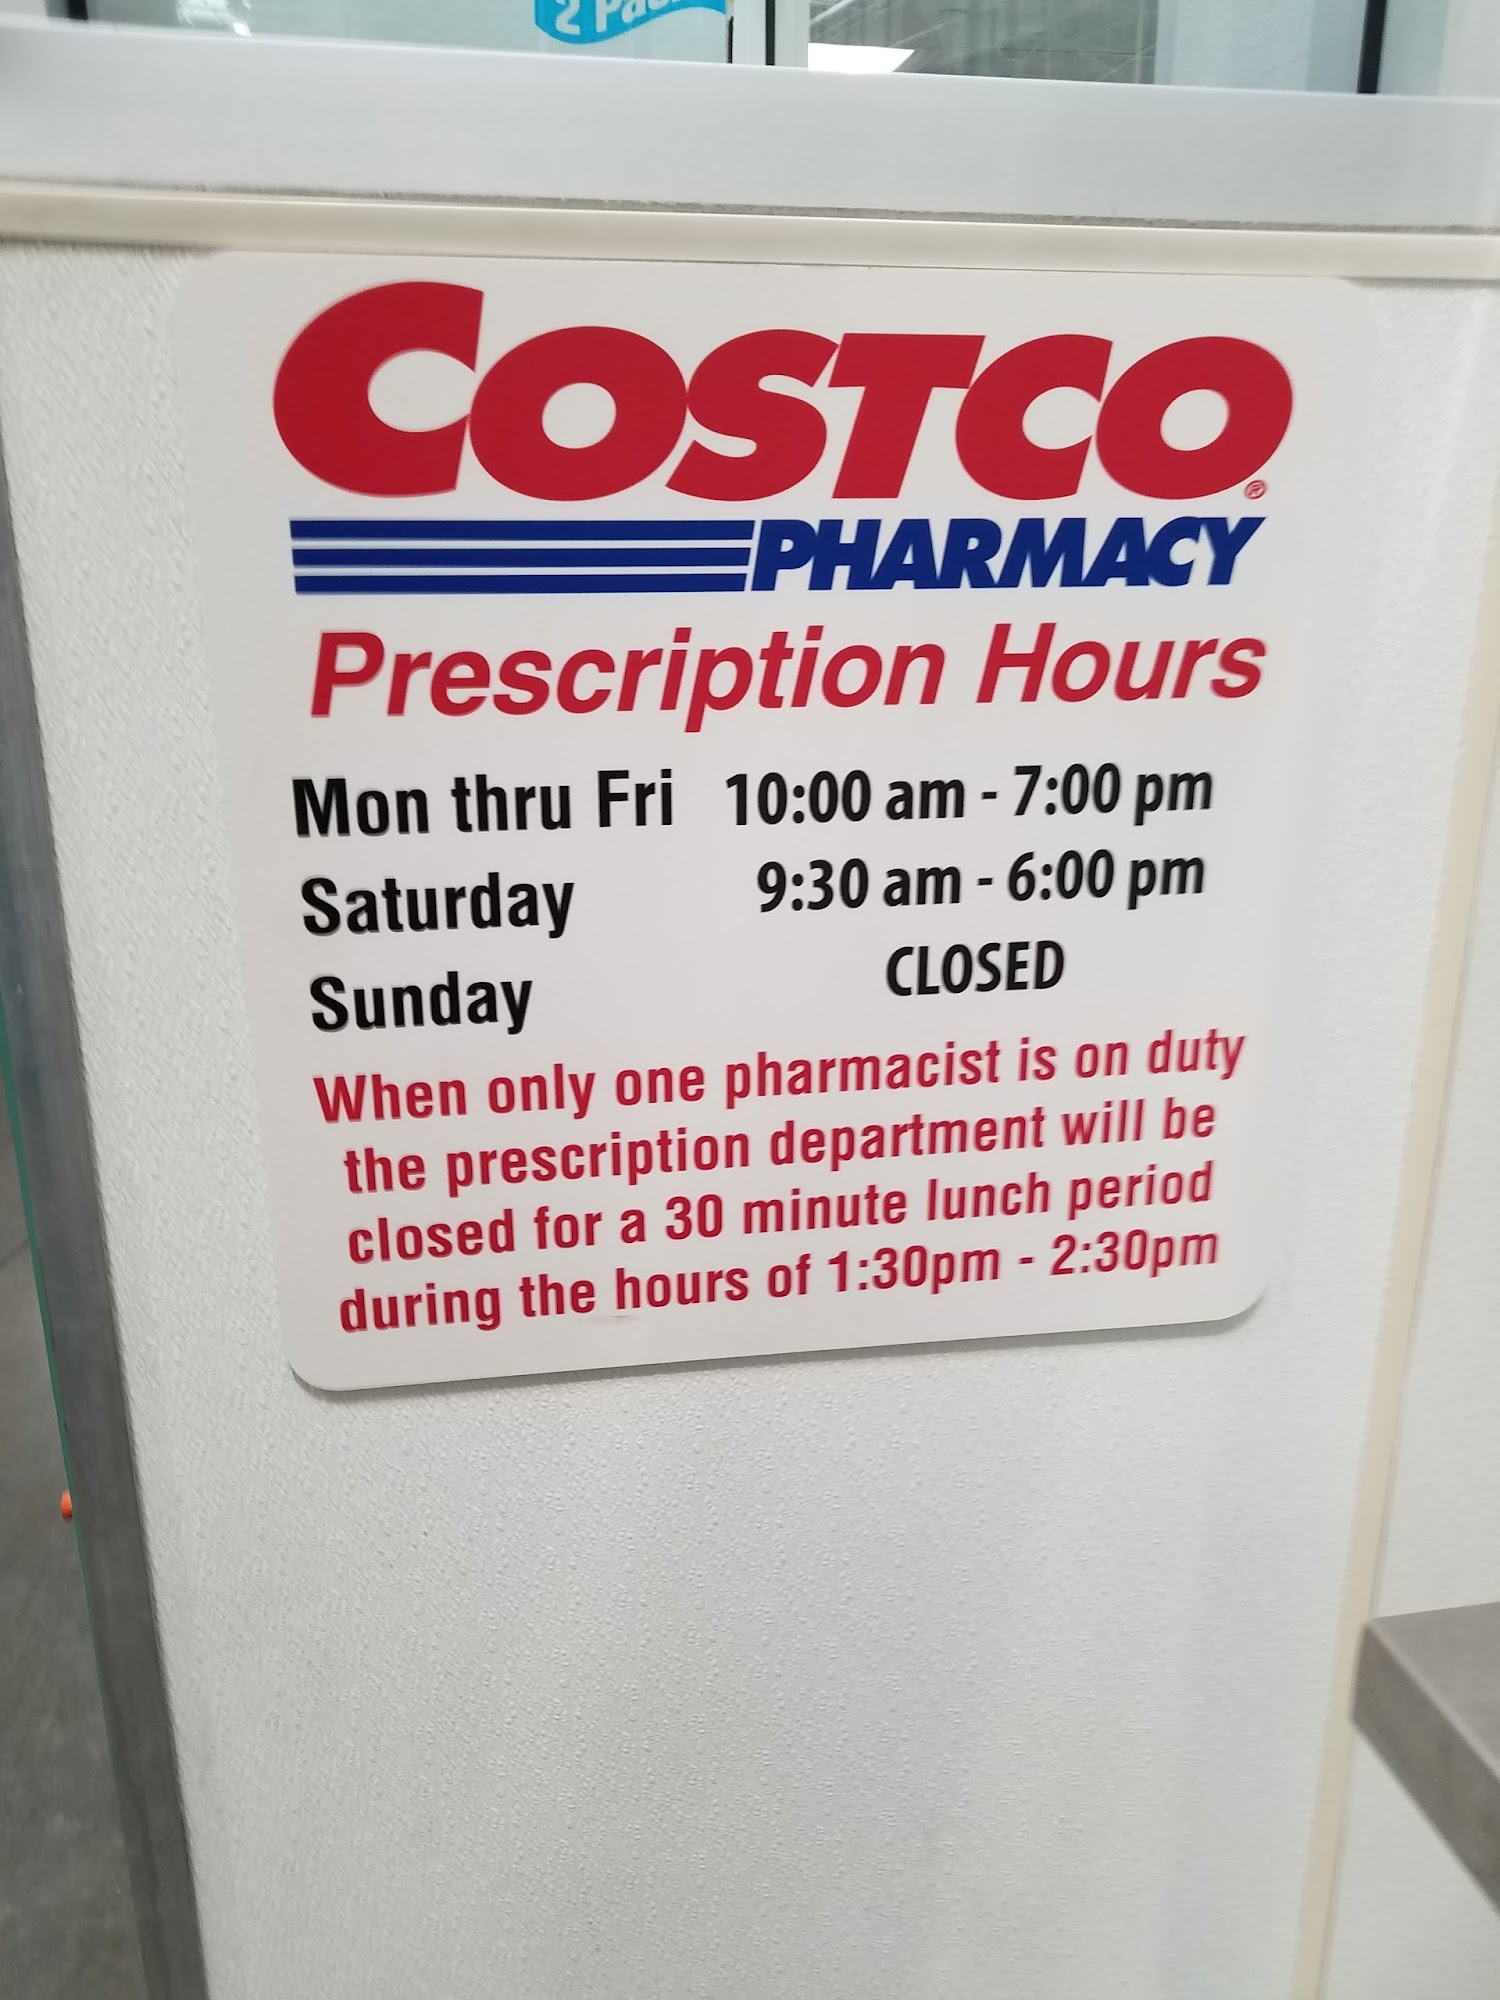 2 Pac
COSTCO®
PHARMACY
Prescription Hours
Mon thru Fri 10:00 am - 7:00 pm
Saturday 9:30 am - 6:00 pm
Sunday CLOSED
When only one pharmacist is on duty
the prescription department will be
closed for a 30 minute lunch period
during the hours of 1:30pm - 2:30pm